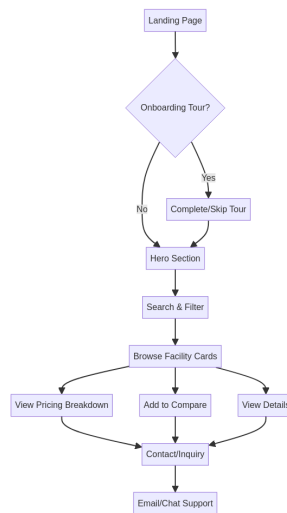 Landing Page
Onboarding Tour?
Yes
No
Complete/Skip Tour
Hero Section
Search & Filter
Browse Facility Cards
View Pricing Breakdown
Add to Compare
View Details
Contact/Inquiry
Email/Chat Support